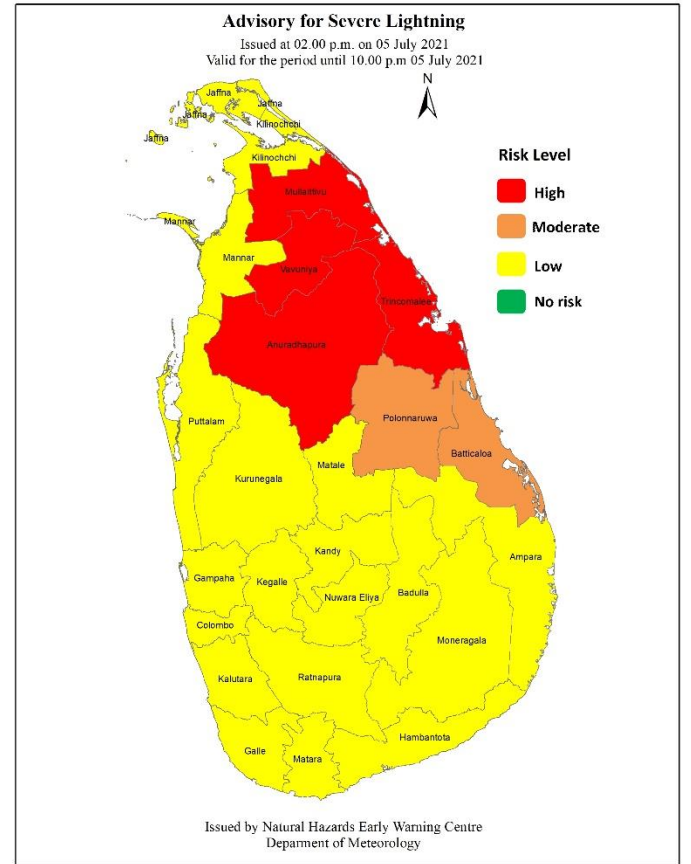 Advisory for Severe Lightning
Issued at 02.00 p.m. on 05 July 2021
Valid for the period until 10.00 p.m 05 July 2021
N
Jaffna
Jaffna
Jaffna
Kilinochchi
Jaffna
Kilinochchi
Risk Level
High
Moderate
Low
No risk
Mullaithru
Mannar
Mannar
Vavuniya
Trincomalee
Anuradhapura
Polonnaruwa
Puttalam
Batticaloa
Matale
Kurunegala
Kandy
Ampara
Gampaha
Kegalle
Nuwara Eliya
Badulla
Colombo
Moneragala
Kalutara
Ratnapura
Hambantota
Galle
Matara
Issued by Natural Hazards Early Warning Centre
Deparment of Meteorology